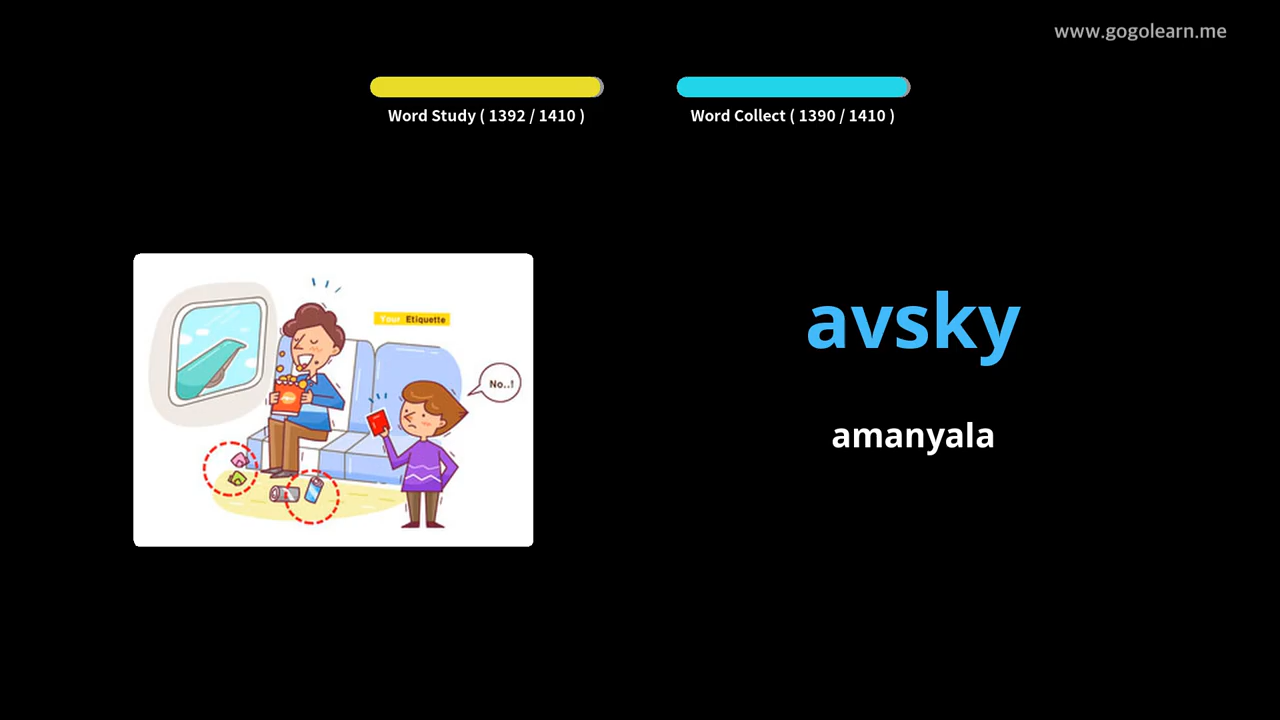 www.gogolearn.me
Word Study ( 1392 / 1410 )
Word Collect ( 1390 / 1410 )
Your Etiquette
No..!
avsky
amanyala